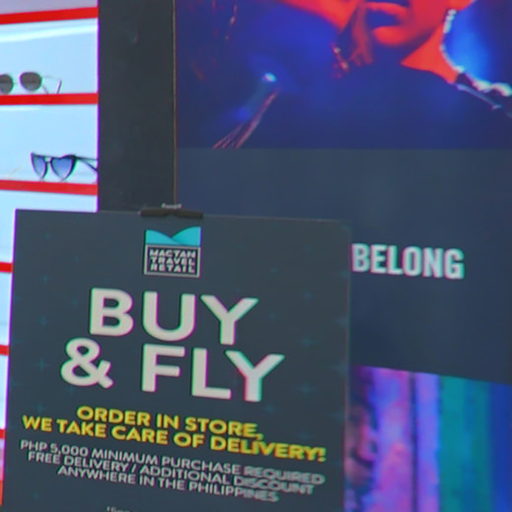 MACTAN
TRAVEL
RETAIL
BELONG
BUY
& FLY
ORDER IN STORE,
WE TAKE CARE OF DELIVERY!
PHP 5,000 MINIMUM PURCHASE REQUIRED
FREE DELIVERY / ADDITIONAL DISCOUNT
ANYWHERE IN THE PHILIPPINES